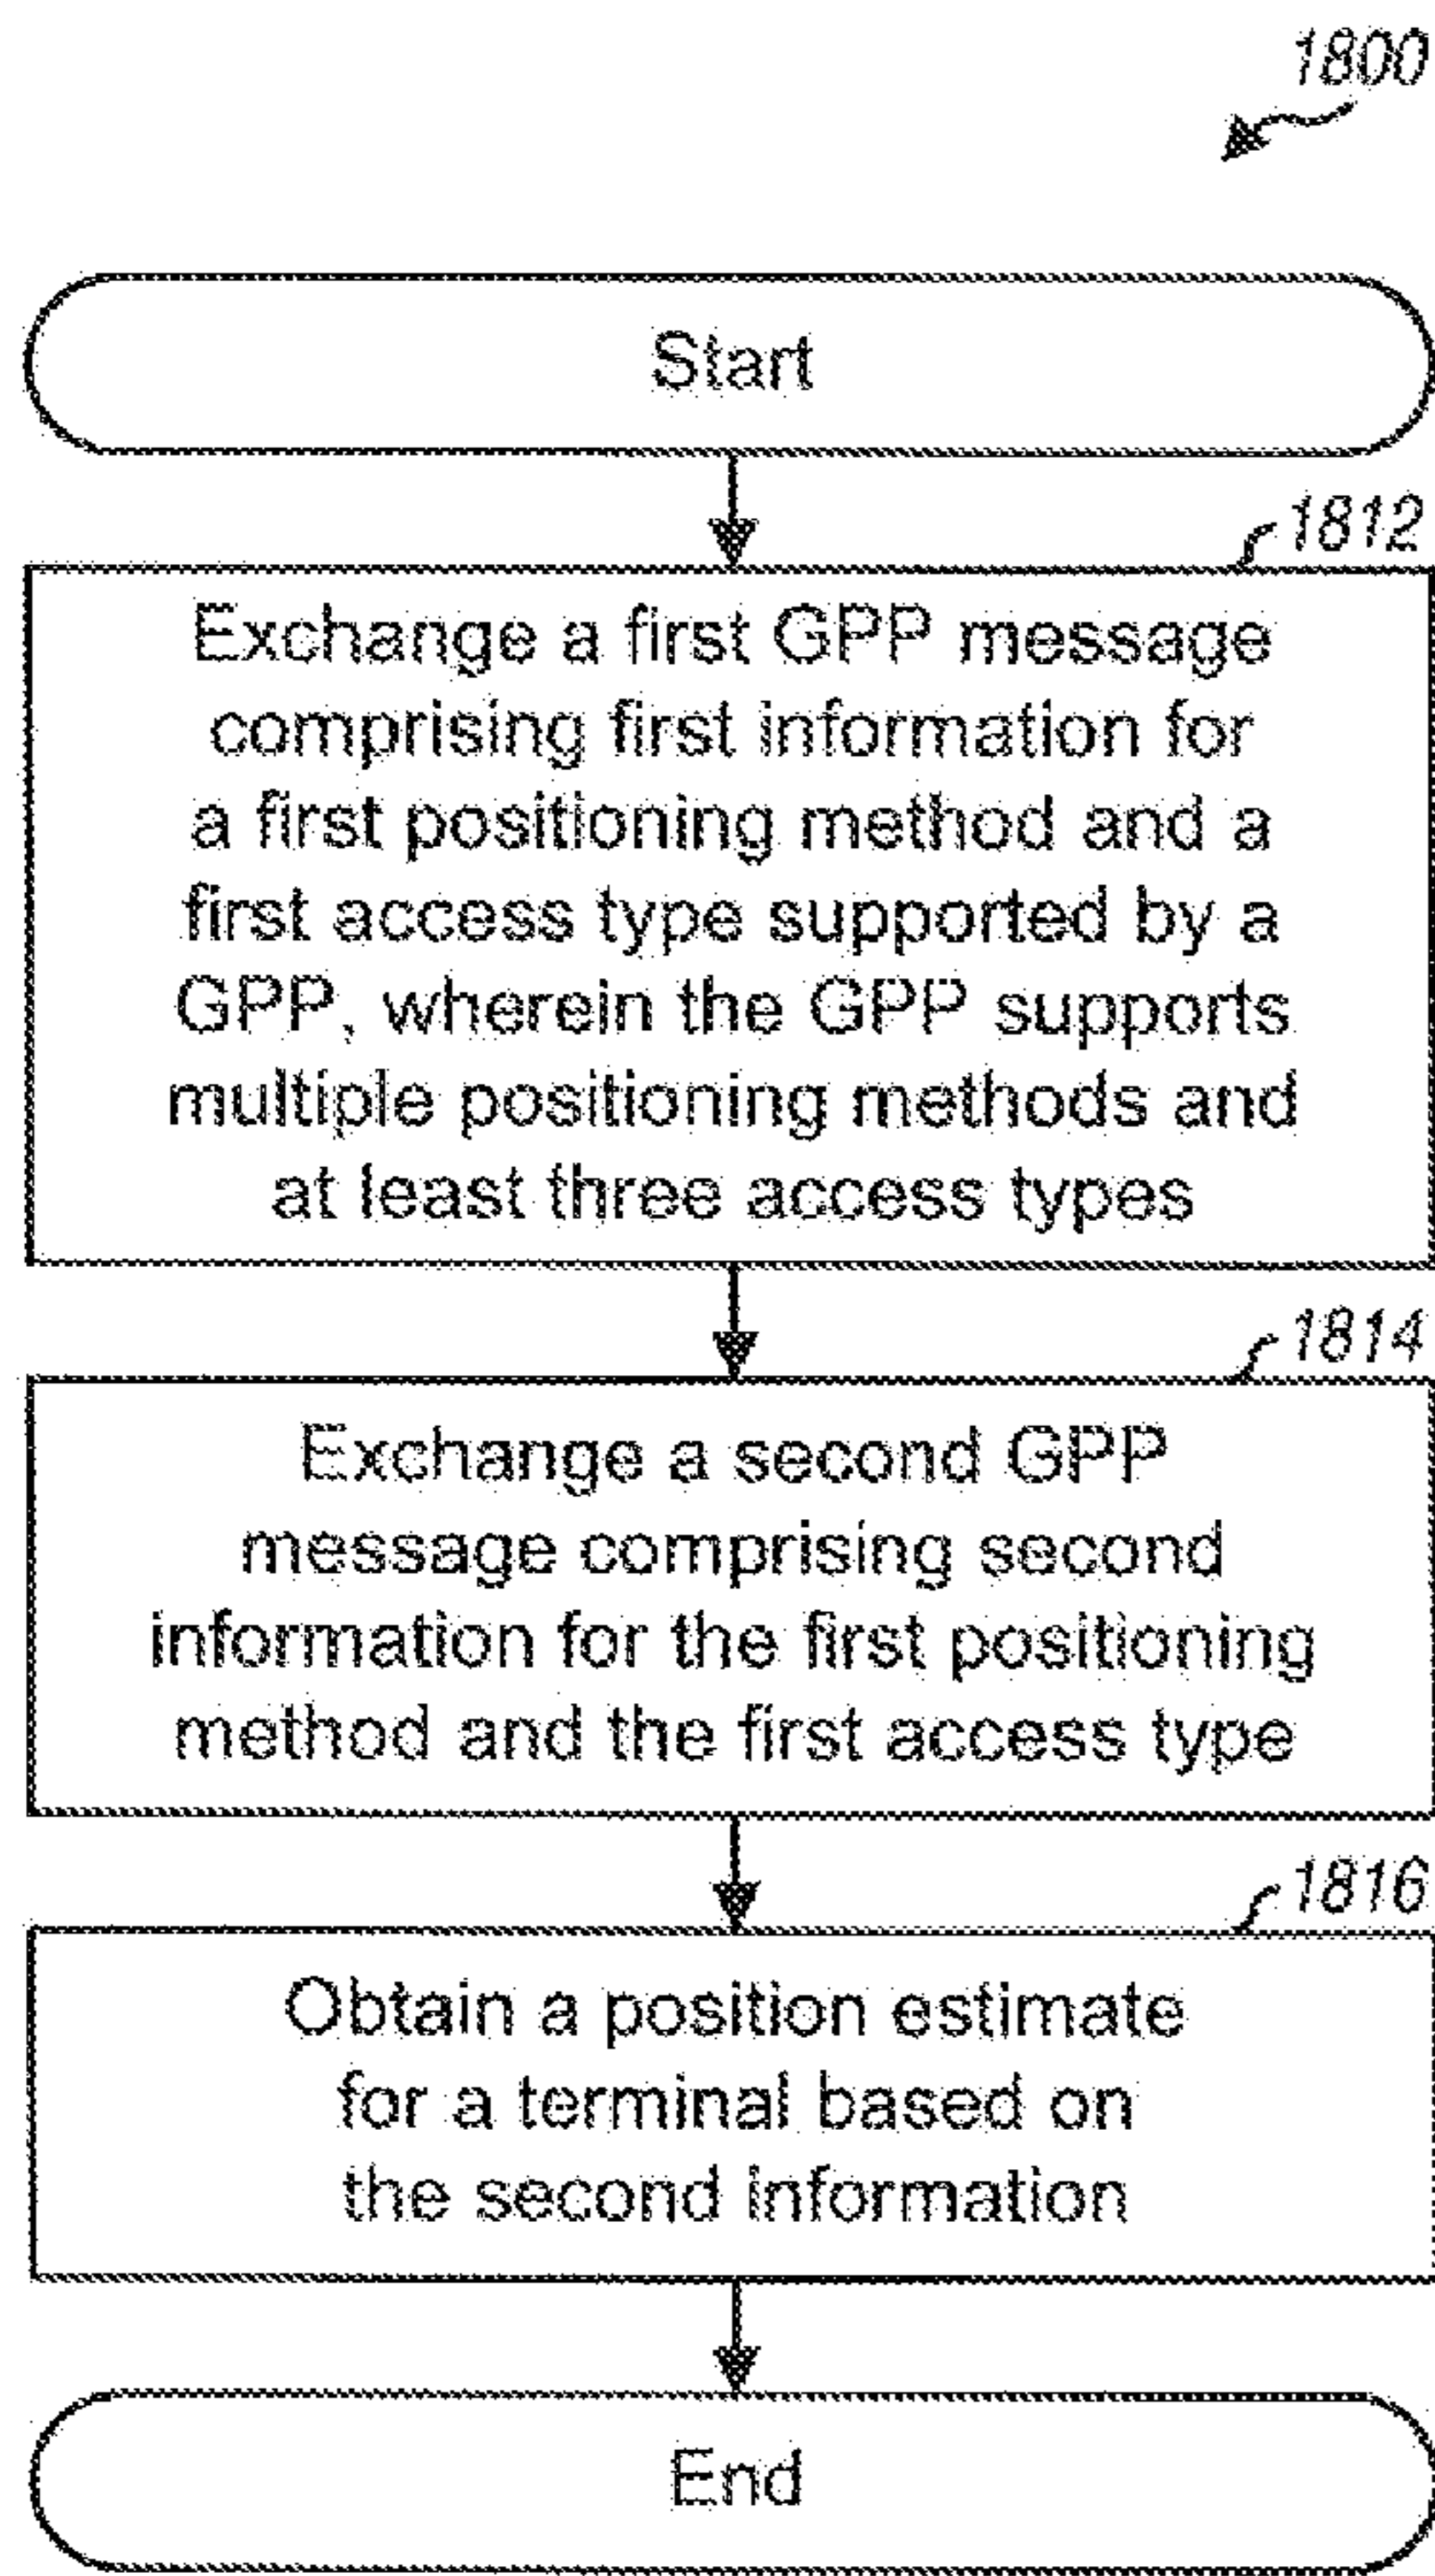 1800
Start
1812
Exchange a first GPP message
comprising first information for
a first positioning method and a
first access type supported by a
GPP, wherein the GPP supports
multiple positioning methods and
at least three access types
1814
Exchange a second GPP
message comprising second
information for the first positioning
method and the first access type
1816
Obtain a position estimate
for a terminal based on
the second information
End